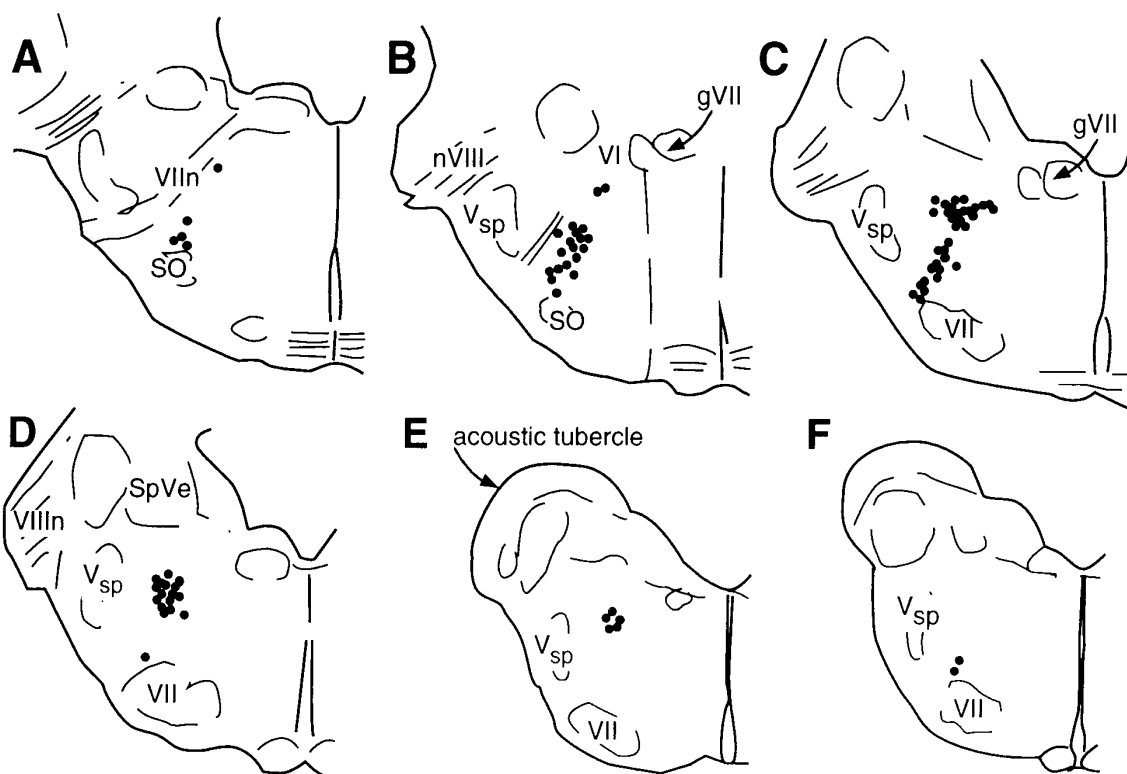 A
VIIn
SO
B
gVII
VI
nVIII
Vsp
SO
C
gVII
Vsp
VII
D
SpVe
VIIIn
Vsp
VII
E
acoustic tubercle
Vsp
VII
F
Vsp
VII